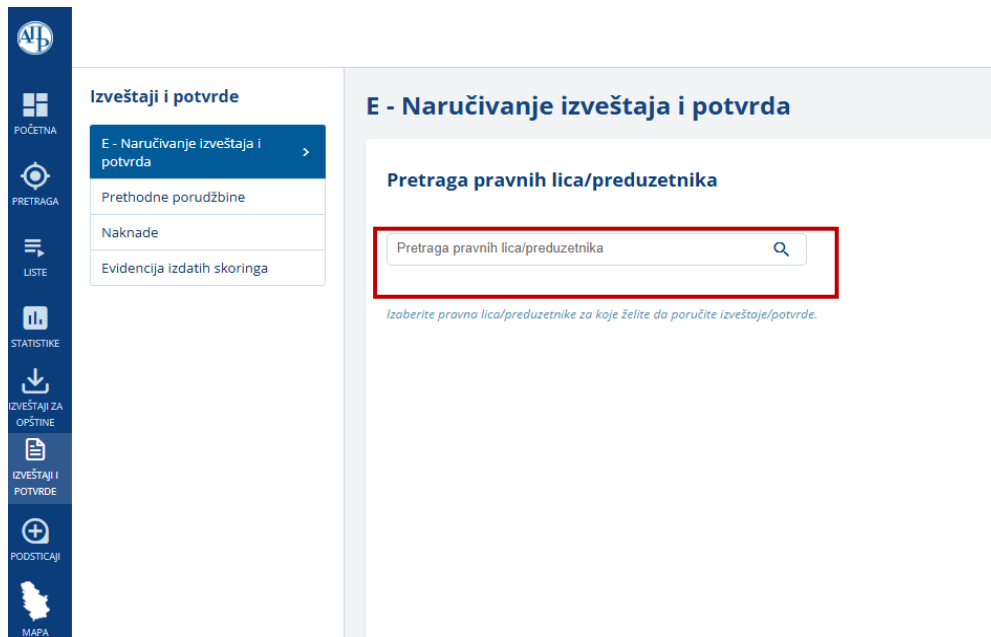 АПР
POČETNA
PRETRAGA
LISTE
STATISTIKE
IZVEŠTAJI ZA
OPŠTINE
IZVEŠTAJI I
POTVRDE
PODSTICAJI
MAPA
Izveštaji i potvrde
E - Naručivanje izveštaja i
potvrda
Prethodne porudžbine
Naknade
Evidencija izdatih skoringa
E - Naručivanje izveštaja i potvrda
Pretraga pravnih lica/preduzetnika
Pretraga pravnih lica/preduzetnika
Izaberite pravna lica/preduzetnike za koje želite da poručite izveštaje/potvrde.